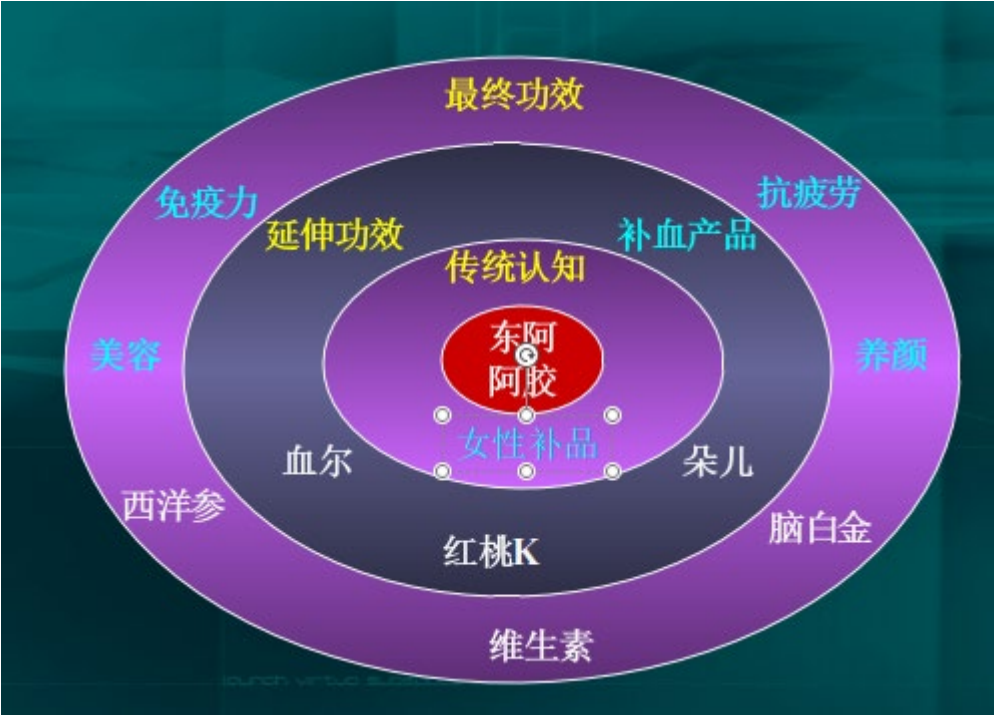 最终功效
免疫力
抗疲劳
延伸功效
补血产品
传统认知
东阿
阿胶
美容
养颜
女性补品
血尔
朵儿
西洋参
脑白金
红桃K
维生素